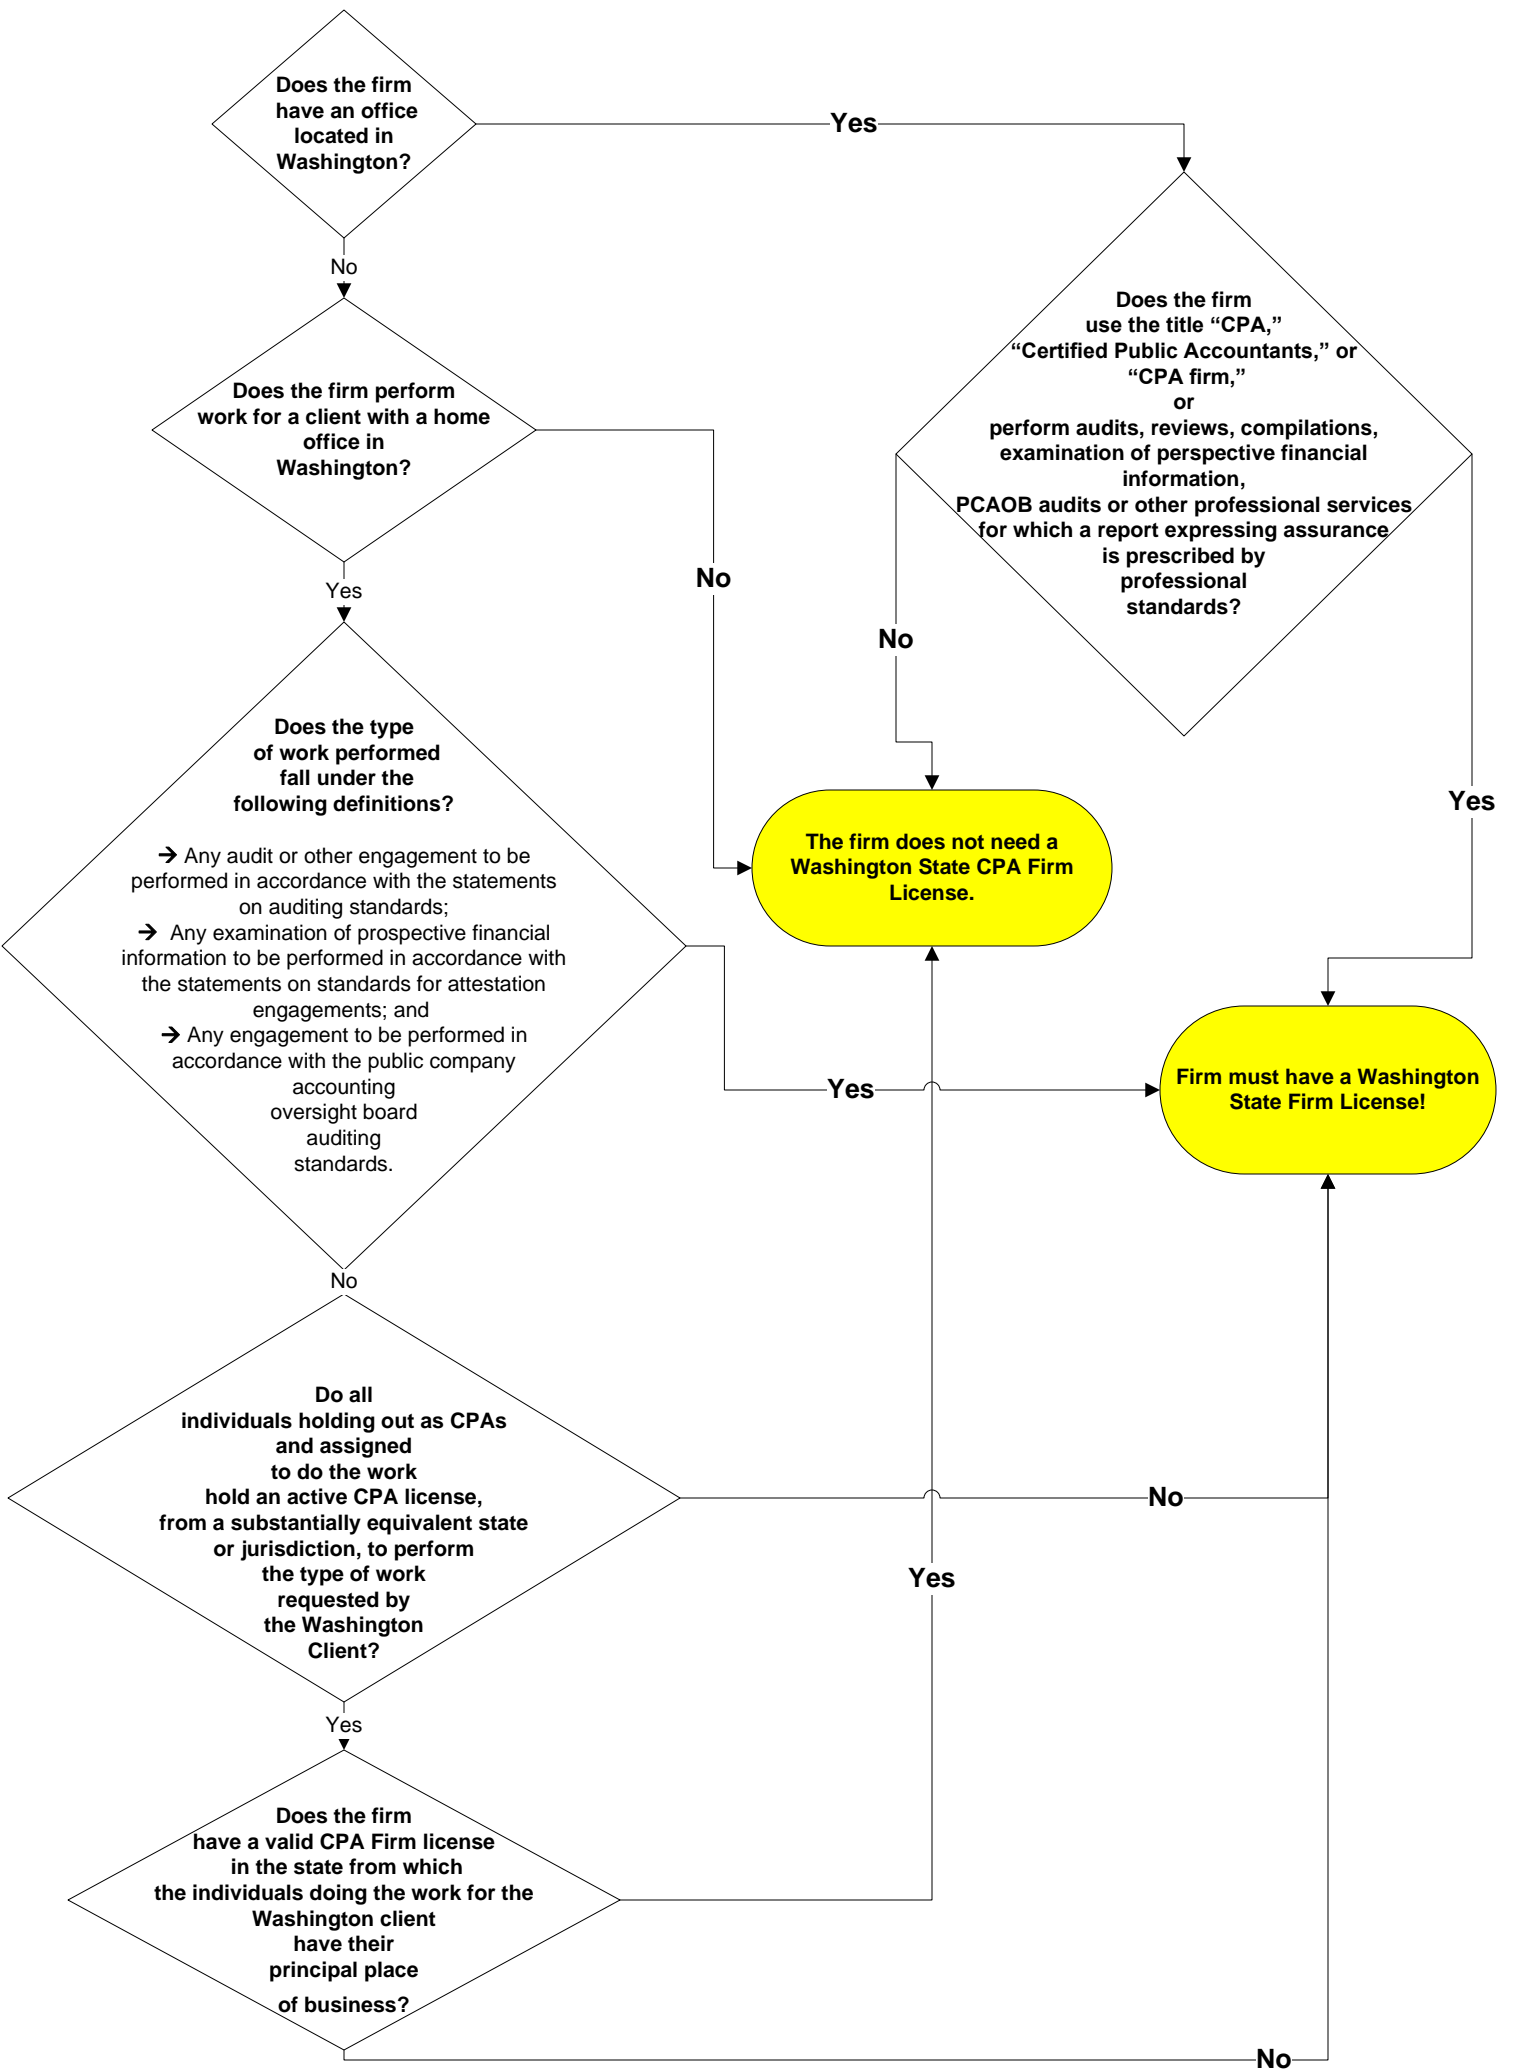 Does the firm
have an office
located in
Washington?
Yes
No
Does the firm
use the title “CPA,”
“Certified Public Accountants,” or
“CPA firm,”
or
perform audits, reviews, compilations,
examination of perspective financial
information,
PCAOB audits or other professional services
for which a report expressing assurance
is prescribed by
professional
standards?
Does the firm perform
work for a client with a home
office in
Washington?
No
Yes
No
Does the type
of work performed
fall under the
following definitions?
→ Any audit or other engagement to be
performed in accordance with the statements
on auditing standards;
→ Any examination of prospective financial
information to be performed in accordance with
the statements on standards for attestation
engagements; and
→ Any engagement to be performed in
accordance with the public company
accounting
oversight board
auditing
standards.
The firm does not need a
Washington State CPA Firm
License.
Yes
Yes
Firm must have a Washington
State Firm License!
No
Do all
individuals holding out as CPAs
and assigned
to do the work
hold an active CPA license,
from a substantially equivalent state
or jurisdiction, to perform
the type of work
requested by
the Washington
Client?
No
Yes
Yes
Does the firm
have a valid CPA Firm license
in the state from which
the individuals doing the work for the
Washington client
have their
principal place
of business?
No